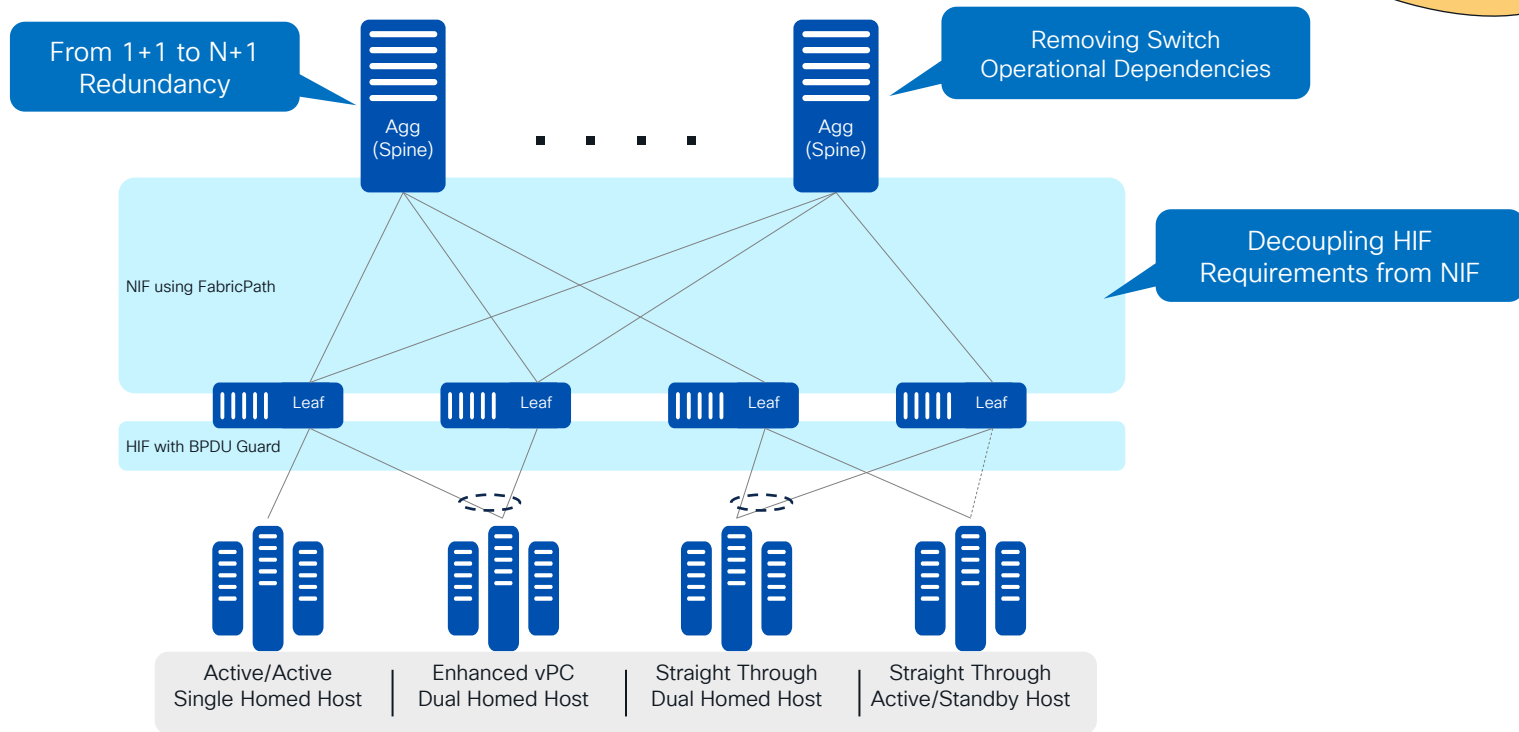 From 1+1 to N+1
Redundancy
Removing Switch
Operational Dependencies
Agg
(Spine)
Agg
(Spine)
Decoupling HIF
Requirements from NIF
NIF using FabricPath
Leaf
Leaf
Leaf
Leaf
HIF with BPDU Guard
Active/Active
Single Homed Host
Enhanced vPC
Dual Homed Host
Straight Through
Dual Homed Host
Straight Through
Active/Standby Host